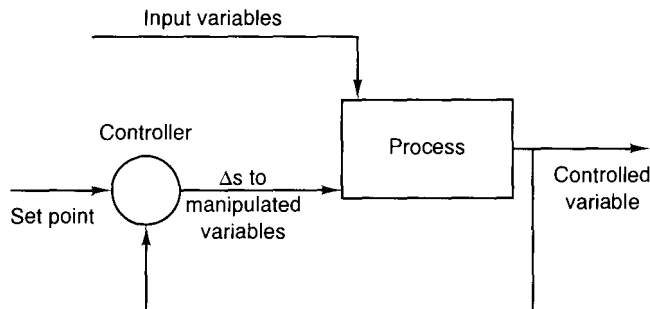 Input variables
Controller
Process
Δs to
manipulated
variables
Set point
Controlled
variable